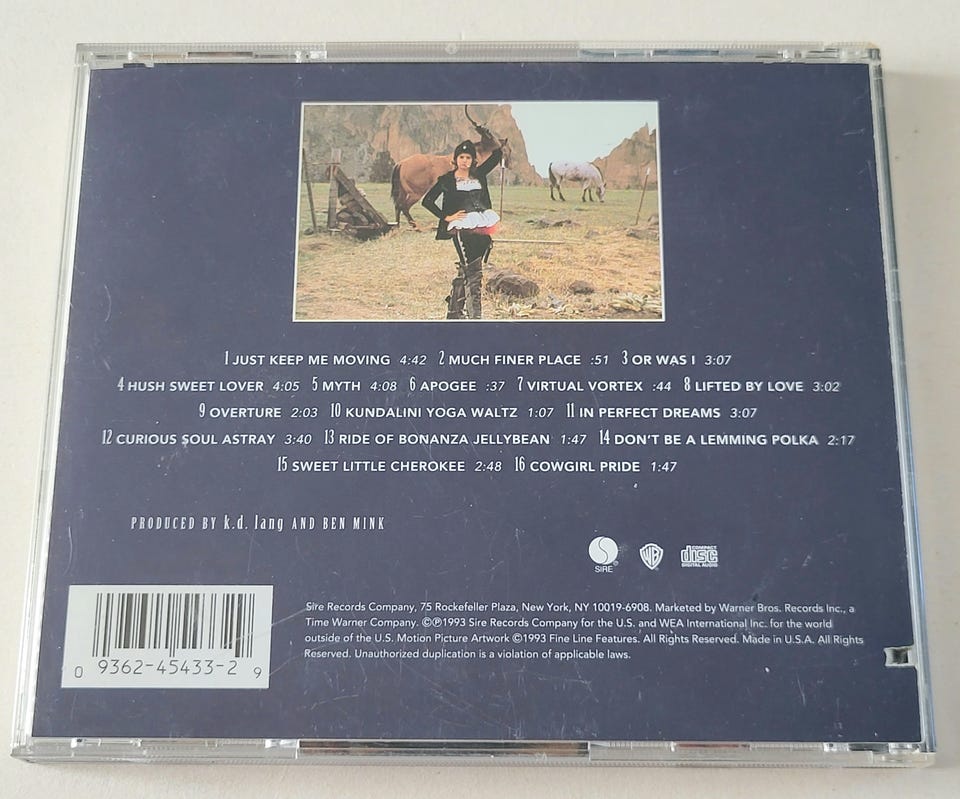 1 JUST KEEP ME MOVING 4:42 2 MUCH FINER PLACE :51 3 OR WAS I 3:07
4 HUSH SWEET LOVER 4:05 5 MYTH 4:08 6 APOGEE :37 7 VIRTUAL VORTEX :44 8 LIFTED BY LOVE 3:02
9 OVERTURE 2:03 10 KUNDALINI YOGA WALTZ 1:07 11 IN PERFECT DREAMS 3:07
12 CURIOUS SOUL ASTRAY 3:40 13 RIDE OF BONANZA JELLYBEAN 1:47 14 DON'T BE A LEMMING POLKA 2:17
15 SWEET LITTLE CHEROKEE 2:48 16 COWGIRL PRIDE 1:47
PRODUCED BY k.d. lang AND BEN MINK
SIRE WB COMPACT disc DIGITAL AUDIO
Sire Records Company, 75 Rockefeller Plaza, New York, NY 10019-6908. Marketed by Warner Bros. Records Inc., a
Time Warner Company. ©℗1993 Sire Records Company for the U.S. and WEA International Inc. for the world
outside of the U.S. Motion Picture Artwork ©1993 Fine Line Features. All Rights Reserved. Made in U.S.A. All Rights
Reserved. Unauthorized duplication is a violation of applicable laws.
0 9362-45433-2 9